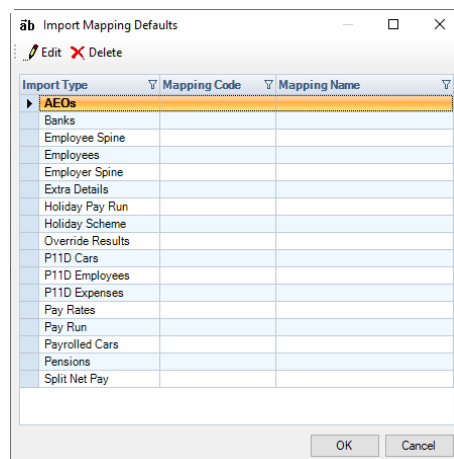 äb Import Mapping Defaults
Edit Delete
Import Type Mapping Code Mapping Name
AEOs
Banks
Employee Spine
Employees
Employer Spine
Extra Details
Holiday Pay Run
Holiday Scheme
Override Results
P11D Cars
P11D Employees
P11D Expenses
Pay Rates
Pay Run
Payrolled Cars
Pensions
Split Net Pay
OK Cancel